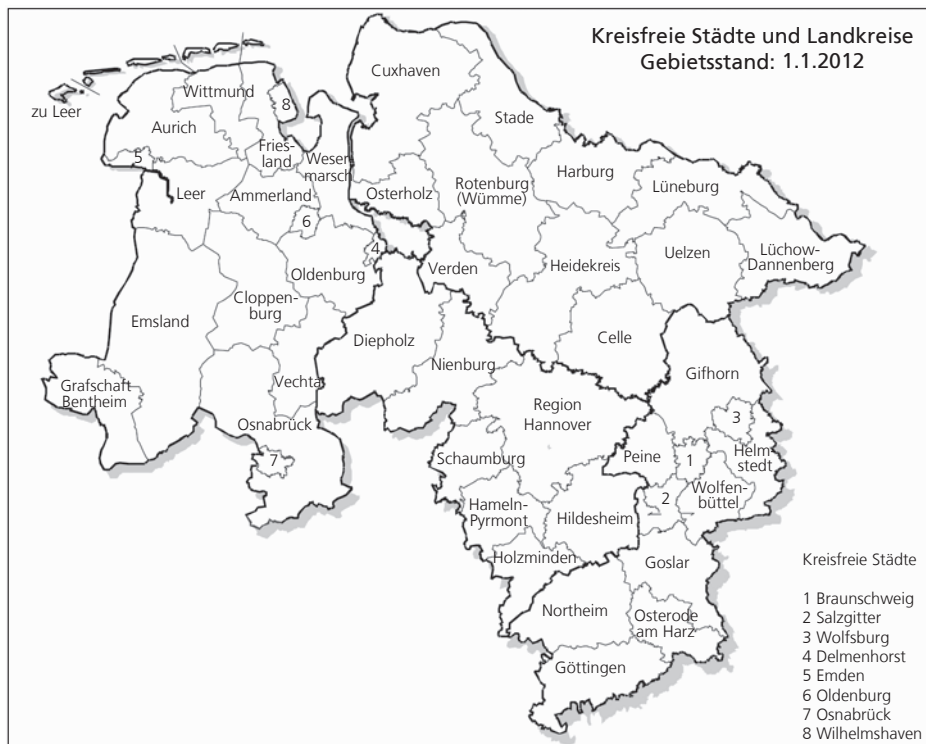 Kreisfreie Städte und Landkreise
Gebietsstand: 1.1.2012
Cuxhaven
Wittmund
zu Leer
8
Aurich
Stade
5
Fries-
land
Weser-
marsch
Harburg
Leer
Ammerland
Osterholz
Rotenburg
(Wümme)
Lüneburg
6
4
Oldenburg
Verden
Heidekreis
Uelzen
Lüchow-
Dannenberg
Cloppen-
burg
Emsland
Diepholz
Celle
Nienburg
Gifhorn
Grafschaft
Bentheim
Vechta
Region
Hannover
Osnabrück
3
7
Schaumburg
Peine
1
Helm-
stedt
2
Wolfen-
büttel
Hameln-
Pyrmont
Hildesheim
Holzminden
Goslar
Northeim
Osterode
am Harz
Göttingen
Kreisfreie Städte
1 Braunschweig
2 Salzgitter
3 Wolfsburg
4 Delmenhorst
5 Emden
6 Oldenburg
7 Osnabrück
8 Wilhelmshaven